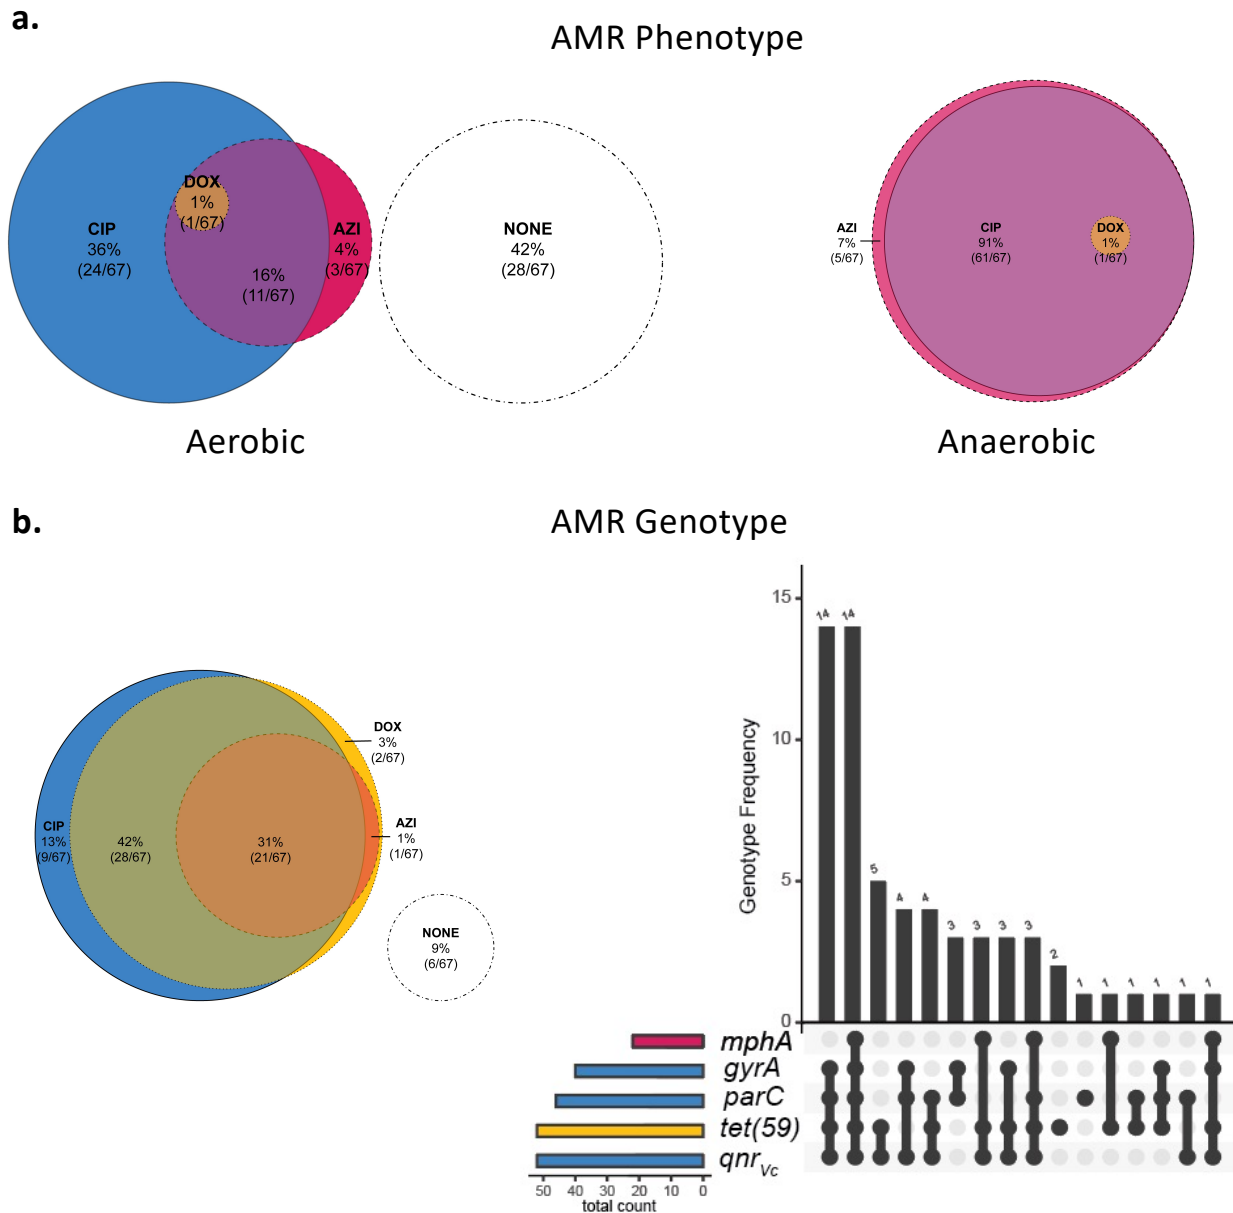 a.
AMR Phenotype
DOX
1%
(1/67)
CIP
36%
(24/67)
AZI
4%
(3/67)
16%
(11/67)
NONE
42%
(28/67)
AZI
7%
(5/67)
CIP
91%
(61/67)
DOX
1%
(1/67)
Aerobic
Anaerobic
b.
AMR Genotype
DOX
3%
(2/67)
CIP
13%
(9/67)
42%
(28/67)
31%
(21/67)
AZI
1%
(1/67)
NONE
9%
(6/67)
Genotype Frequency
15
10
5
0
14 14 5 4 4 3 3 3 3 2 1 1 1 1 1 1
mphA
gyrA
parC
tet(59)
qnr Vc
50 40 30 20 10 0
total count